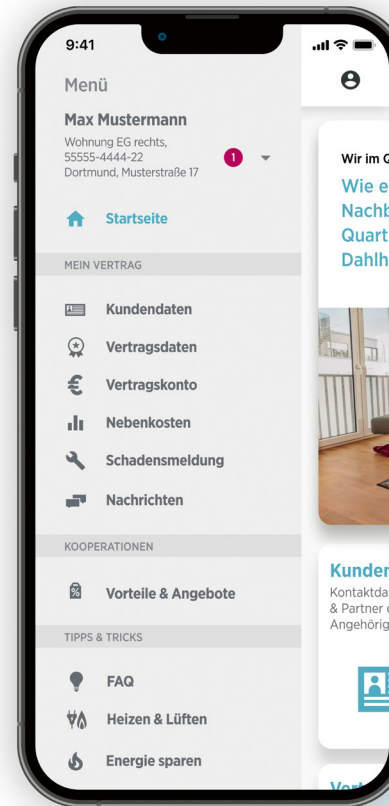 9:41
Menü
Max Mustermann
Wohnung EG rechts,
55555-4444-22
Dortmund, Musterstraße 17
1
Startseite
MEIN VERTRAG
Kundendaten
Vertragsdaten
Vertragskonto
Nebenkosten
Schadensmeldung
Nachrichten
KOOPERATIONEN
Vorteile & Angebote
TIPPS & TRICKS
FAQ
Heizen & Lüften
Energie sparen
Wir im Q
Wie e
Nachb
Quart
Dahlh
Kunden
Kontaktda
& Partner
Angehörig